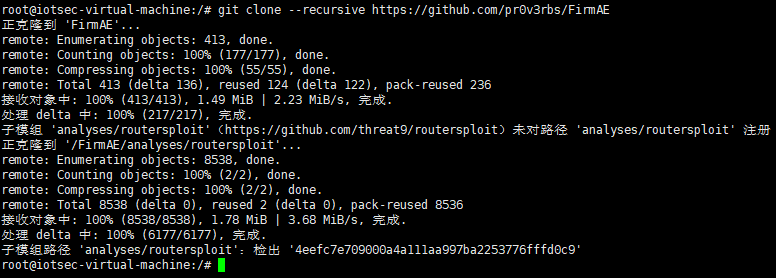 root@iotsec-virtual-machine:/# git clone --recursive https://github.com/pr0v3rbs/FirmAE
正克隆到 'FirmAE'...
remote: Enumerating objects: 413, done.
remote: Counting objects: 100% (177/177), done.
remote: Compressing objects: 100% (55/55), done.
remote: Total 413 (delta 136), reused 124 (delta 122), pack-reused 236
接收对象中: 100% (413/413), 1.49 MiB | 2.23 MiB/s, 完成.
处理 delta 中: 100% (217/217), 完成.
子模组 'analyses/routersploit'（https://github.com/threat9/routersploit）未对路径 'analyses/routersploit' 注册
正克隆到 '/FirmAE/analyses/routersploit'...
remote: Enumerating objects: 8538, done.
remote: Counting objects: 100% (2/2), done.
remote: Compressing objects: 100% (2/2), done.
remote: Total 8538 (delta 0), reused 2 (delta 0), pack-reused 8536
接收对象中: 100% (8538/8538), 1.78 MiB | 3.68 MiB/s, 完成.
处理 delta 中: 100% (6177/6177), 完成.
子模组路径 'analyses/routersploit'：检出 '4eefc7e709000a4a111aa997ba2253776fffd0c9'
root@iotsec-virtual-machine:/#